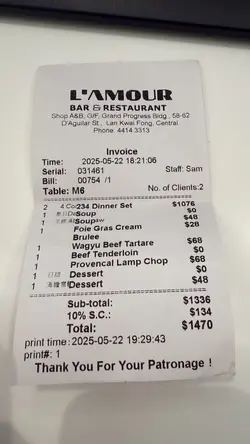 L'AMOUR
BAR & RESTAURANT
Shop A&B, G/F, Grand Progress Bldg., 58-62
D'Aguilar St., Lan Kwai Fong, Central
Phone: 4414 3313
Invoice
Time: 2025-05-22 18:21:06
Serial: 031461 Staff: Sam
Bill: 00754 /1
Table: M6 No. of Clients:2
2 4 Co 234 Dinner Set $1076
1 Soup $0
1 Soup $48
1 Foie Gras Cream $28
Brulee
1 Wagyu Beef Tartare $68
1 Beef Tenderloin $0
1 Provencal Lamp Chop $68
1 Dessert $0
1 Dessert $48
Sub-total: $1336
10% S.C.: $134
Total: $1470
print time:2025-05-22 19:29:43
print#: 1
Thank You For Your Patronage !